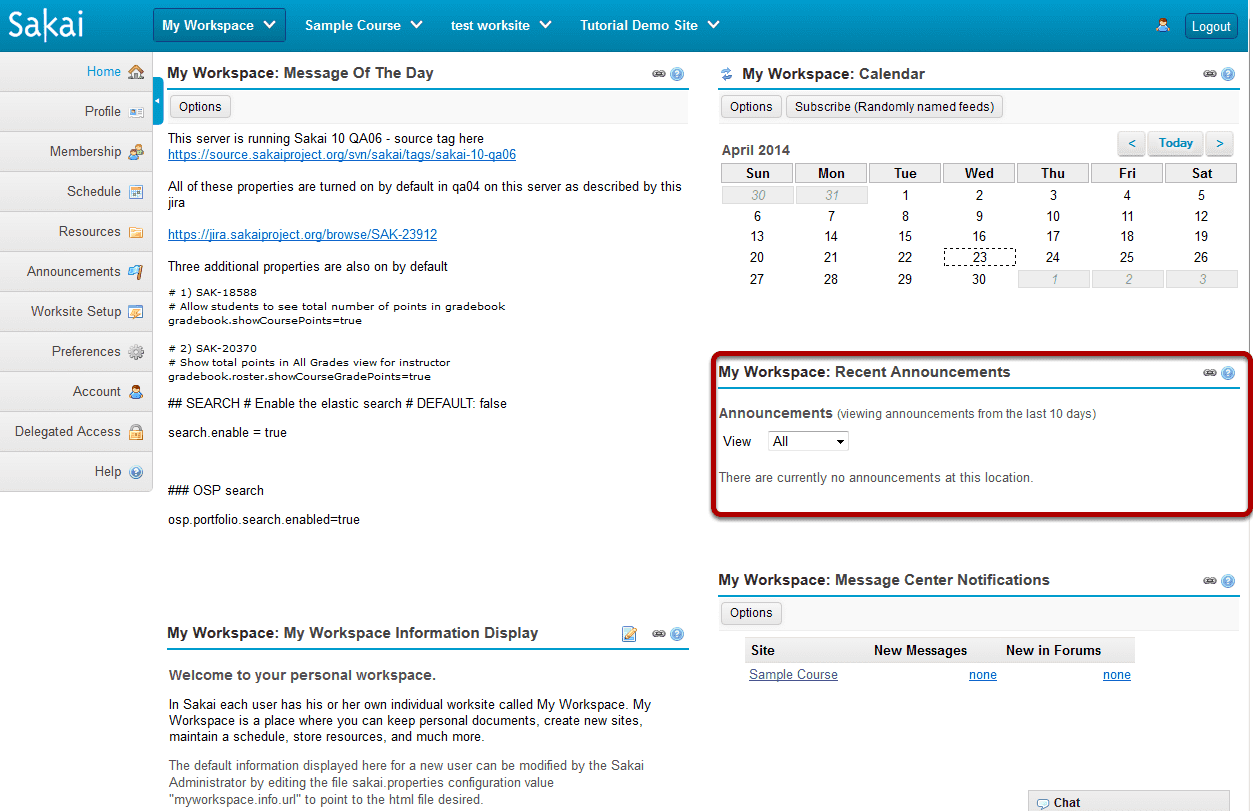 Sakai
My Workspace
Sample Course
test worksite
Tutorial Demo Site
Logout
Home
Profile
Membership
Schedule
Resources
Announcements
Worksite Setup
Preferences
Account
Delegated Access
Help
My Workspace: Message Of The Day
Options
This server is running Sakai 10 QA06 - source tag here
https://source.sakaiproject.org/svn/sakai/tags/sakai-10-qa06
All of these properties are turned on by default in qa04 on this server as described by this
jira
https://jira.sakaiproject.org/browse/SAK-23912
Three additional properties are also on by default
# 1) SAK-18588
# Allow students to see total number of points in gradebook
gradebook.showCoursePoints=true
# 2) SAK-20370
# Show total points in All Grades view for instructor
gradebook.roster.showCourseGradePoints=true
## SEARCH # Enable the elastic search # DEFAULT: false
search.enable = true
### OSP search
osp.portfolio.search.enabled=true
My Workspace: My Workspace Information Display
Welcome to your personal workspace.
In Sakai each user has his or her own individual worksite called My Workspace. My
Workspace is a place where you can keep personal documents, create new sites,
maintain a schedule, store resources, and much more.
The default information displayed here for a new user can be modified by the Sakai
Administrator by editing the file sakai.properties configuration value
"myworkspace.info.url" to point to the html file desired.
My Workspace: Calendar
Options Subscribe (Randomly named feeds)
April 2014 < Today >
Sun Mon Tue Wed Thu Fri Sat
30 31 1 2 3 4 5
6 7 8 9 10 11 12
13 14 15 16 17 18 19
20 21 22 23 24 25 26
27 28 29 30 1 2 3
My Workspace: Recent Announcements
Announcements (viewing announcements from the last 10 days)
View All
There are currently no announcements at this location.
My Workspace: Message Center Notifications
Options
Site New Messages New in Forums
Sample Course none none
Chat